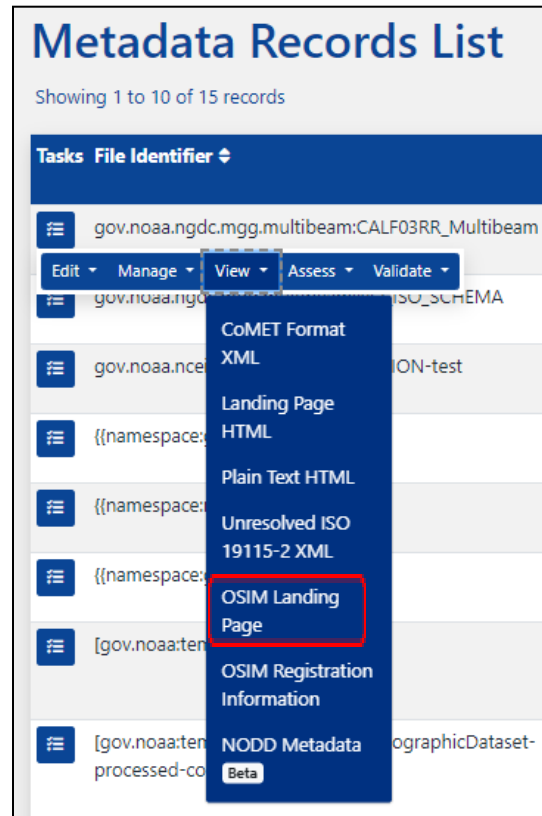 Metadata Records List
Showing 1 to 10 of 15 records
Tasks File Identifier
gov.noaa.ngdc.mgg.multibeam:CALF03RR_Multibeam
Edit Manage View Assess Validate
gov.noaa.ngd ISO_SCHEMA
CoMET Format
XML
gov.noaa.ncei ION-test
Landing Page
HTML
{{namespace:
Plain Text HTML
{{namespace:
Unresolved ISO
19115-2 XML
{{namespace:
OSIM Landing
Page
[gov.noaa:tem
OSIM Registration
Information
[gov.noaa:tem NODD Metadata ographicDataset-
processed-co Beta